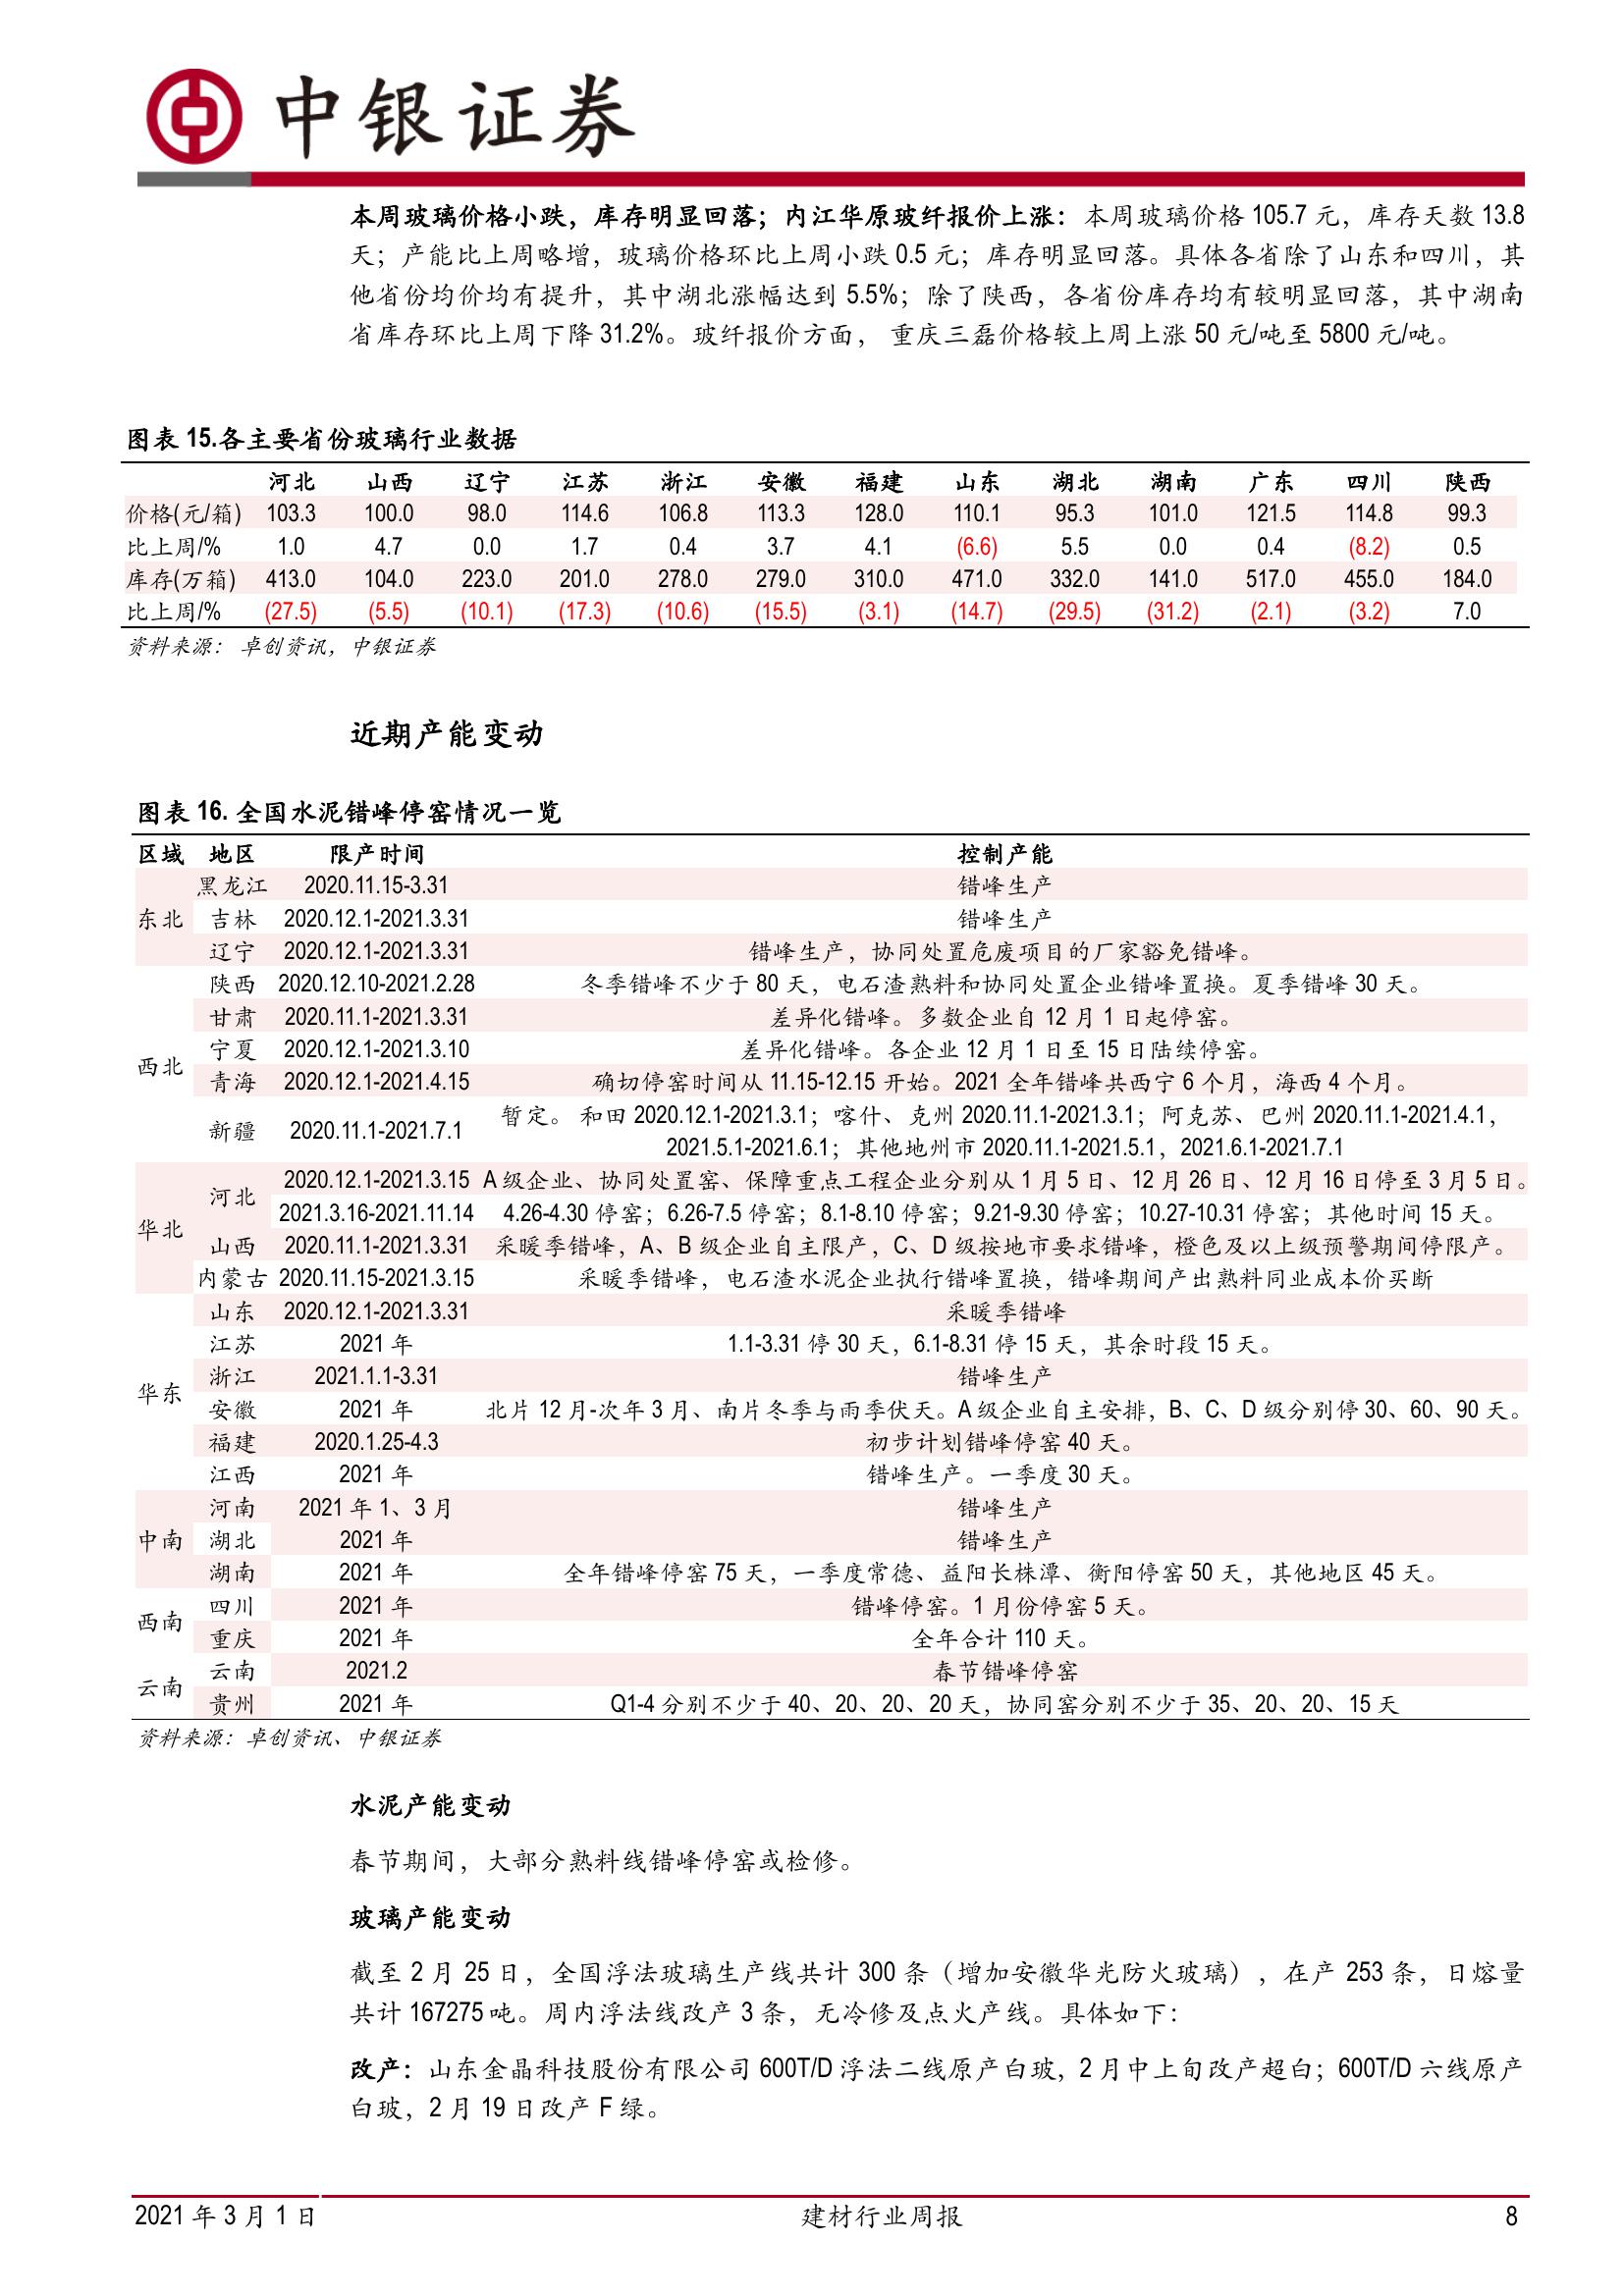 中银证券
本周玻璃价格小跌，库存明显回落；内江华原玻纤报价上涨：本周玻璃价格 105.7 元，库存天数 13.8
天；产能比上周略增，玻璃价格环比上周小跌 0.5 元；库存明显回落。具体各省除了山东和四川，其
他省份均价均有提升，其中湖北涨幅达到 5.5%；除了陕西，各省份库存均有较明显回落，其中湖南
省库存环比上周下降 31.2%。玻纤报价方面， 重庆三磊价格较上周上涨 50 元/吨至 5800 元/吨。
图表 15.各主要省份玻璃行业数据
河北 山西 辽宁 江苏 浙江 安徽 福建 山东 湖北 湖南 广东 四川 陕西
价格(元/箱) 103.3 100.0 98.0 114.6 106.8 113.3 128.0 110.1 95.3 101.0 121.5 114.8 99.3
比上周/% 1.0 4.7 0.0 1.7 0.4 3.7 4.1 (6.6) 5.5 0.0 0.4 (8.2) 0.5
库存(万箱) 413.0 104.0 223.0 201.0 278.0 279.0 310.0 471.0 332.0 141.0 517.0 455.0 184.0
比上周/% (27.5) (5.5) (10.1) (17.3) (10.6) (15.5) (3.1) (14.7) (29.5) (31.2) (2.1) (3.2) 7.0
资料来源： 卓创资讯，中银证券
近期产能变动
图表 16. 全国水泥错峰停窑情况一览
区域 地区 限产时间 控制产能
黑龙江 2020.11.15-3.31 错峰生产
东北 吉林 2020.12.1-2021.3.31 错峰生产
辽宁 2020.12.1-2021.3.31 错峰生产，协同处置危废项目的厂家豁免错峰。
陕西 2020.12.10-2021.2.28 冬季错峰不少于 80 天，电石渣熟料和协同处置企业错峰置换。夏季错峰 30 天。
甘肃 2020.11.1-2021.3.31 差异化错峰。多数企业自 12 月 1 日起停窑。
宁夏 2020.12.1-2021.3.10 差异化错峰。各企业 12 月 1 日至 15 日陆续停窑。
西北
青海 2020.12.1-2021.4.15 确切停窑时间从 11.15-12.15 开始。2021 全年错峰共西宁 6 个月，海西 4 个月。
新疆 2020.11.1-2021.7.1 暂定。 和田 2020.12.1-2021.3.1；喀什、克州 2020.11.1-2021.3.1；阿克苏、巴州 2020.11.1-2021.4.1，
2021.5.1-2021.6.1；其他地州市 2020.11.1-2021.5.1，2021.6.1-2021.7.1
河北 2020.12.1-2021.3.15 A 级企业、协同处置窑、保障重点工程企业分别从 1 月 5 日、12 月 26 日、12 月 16 日停至 3 月 5 日。
2021.3.16-2021.11.14 4.26-4.30 停窑；6.26-7.5 停窑；8.1-8.10 停窑；9.21-9.30 停窑；10.27-10.31 停窑；其他时间 15 天。
华北
山西 2020.11.1-2021.3.31 采暖季错峰，A、B 级企业自主限产，C、D 级按地市要求错峰，橙色及以上级预警期间停限产。
内蒙古 2020.11.15-2021.3.15 采暖季错峰，电石渣水泥企业执行错峰置换，错峰期间产出熟料同业成本价买断
山东 2020.12.1-2021.3.31 采暖季错峰
江苏 2021 年 1.1-3.31 停 30 天，6.1-8.31 停 15 天，其余时段 15 天。
浙江 2021.1.1-3.31 错峰生产
华东
安徽 2021 年 北片 12 月-次年 3 月、南片冬季与雨季伏天。A 级企业自主安排，B、C、D 级分别停 30、60、90 天。
福建 2020.1.25-4.3 初步计划错峰停窑 40 天。
江西 2021 年 错峰生产。一季度 30 天。
河南 2021 年 1、3 月 错峰生产
中南 湖北 2021 年 错峰生产
湖南 2021 年 全年错峰停窑 75 天，一季度常德、益阳长株潭、衡阳停窑 50 天，其他地区 45 天。
西南 四川 2021 年 错峰停窑。1 月份停窑 5 天。
重庆 2021 年 全年合计 110 天。
云南 云南 2021.2 春节错峰停窑
贵州 2021 年 Q1-4 分别不少于 40、20、20、20 天，协同窑分别不少于 35、20、20、15 天
资料来源：卓创资讯、中银证券
水泥产能变动
春节期间，大部分熟料线错峰停窑或检修。
玻璃产能变动
截至 2 月 25 日，全国浮法玻璃生产线共计 300 条（增加安徽华光防火玻璃），在产 253 条，日熔量
共计 167275 吨。周内浮法线改产 3 条，无冷修及点火产线。具体如下：
改产：山东金晶科技股份有限公司 600T/D 浮法二线原产白玻，2 月中上旬改产超白；600T/D 六线原产
白玻，2 月 19 日改产 F 绿。
2021 年 3 月 1 日 建材行业周报 8